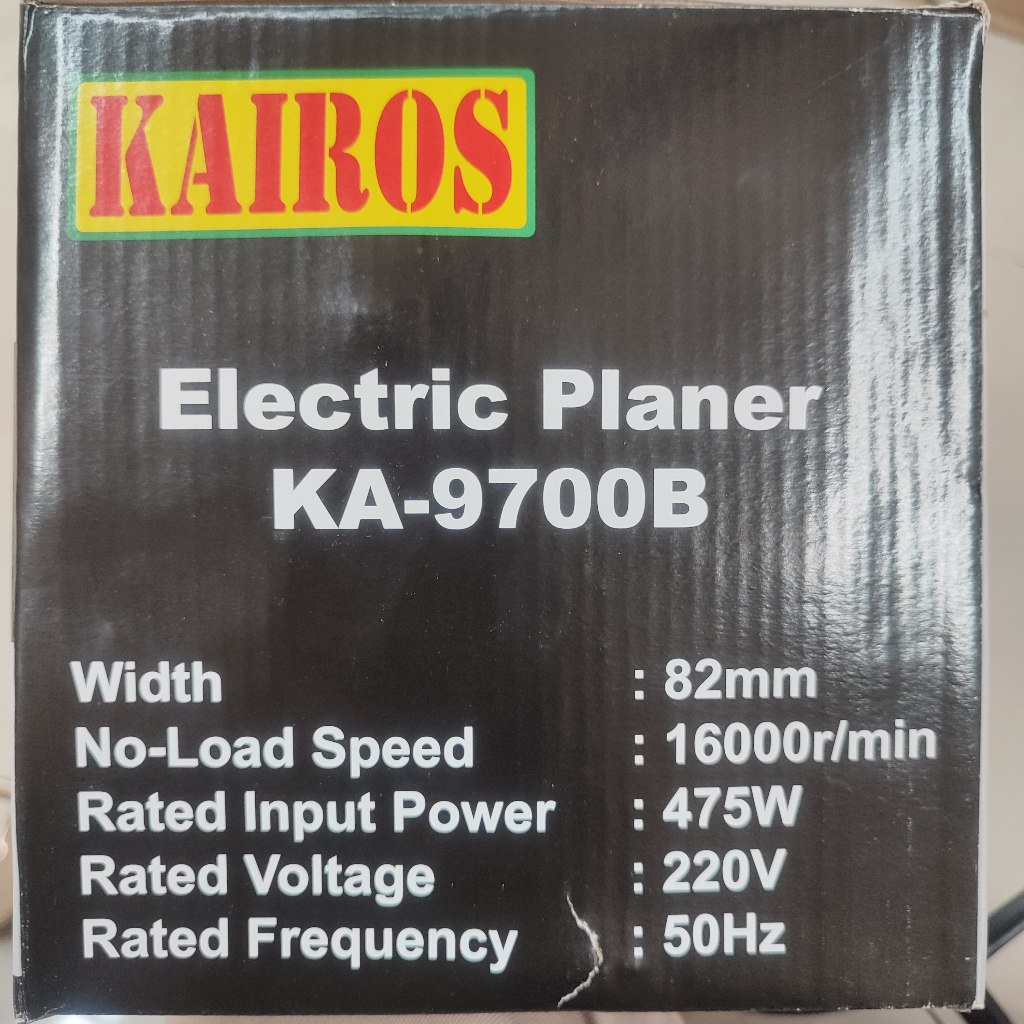 KAIROS
Electric Planer
KA-9700B
Width : 82mm
No-Load Speed : 16000r/min
Rated Input Power : 475W
Rated Voltage : 220V
Rated Frequency : 50Hz